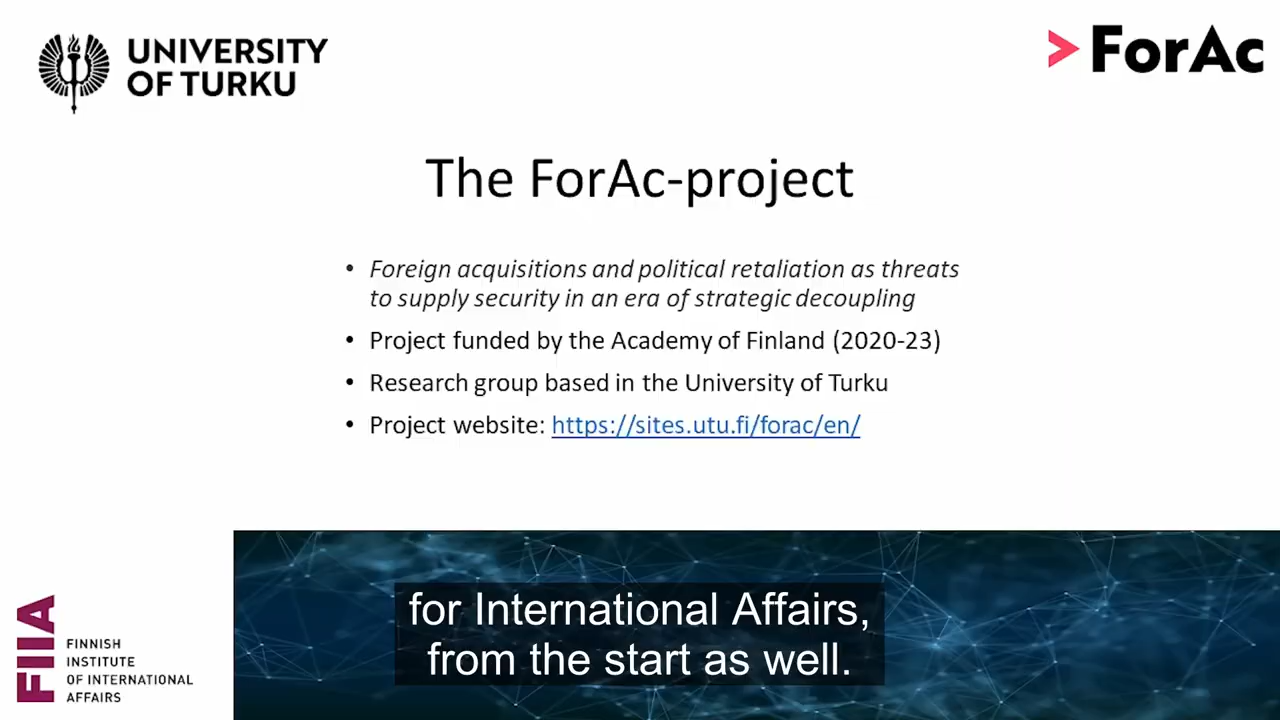 UNIVERSITY
OF TURKU
ForAc
The ForAc-project
• Foreign acquisitions and political retaliation as threats
to supply security in an era of strategic decoupling
• Project funded by the Academy of Finland (2020-23)
• Research group based in the University of Turku
• Project website: https://sites.utu.fi/forac/en/
FIIA
FINNISH
INSTITUTE
OF INTERNATIONAL
AFFAIRS
for International Affairs,
from the start as well.